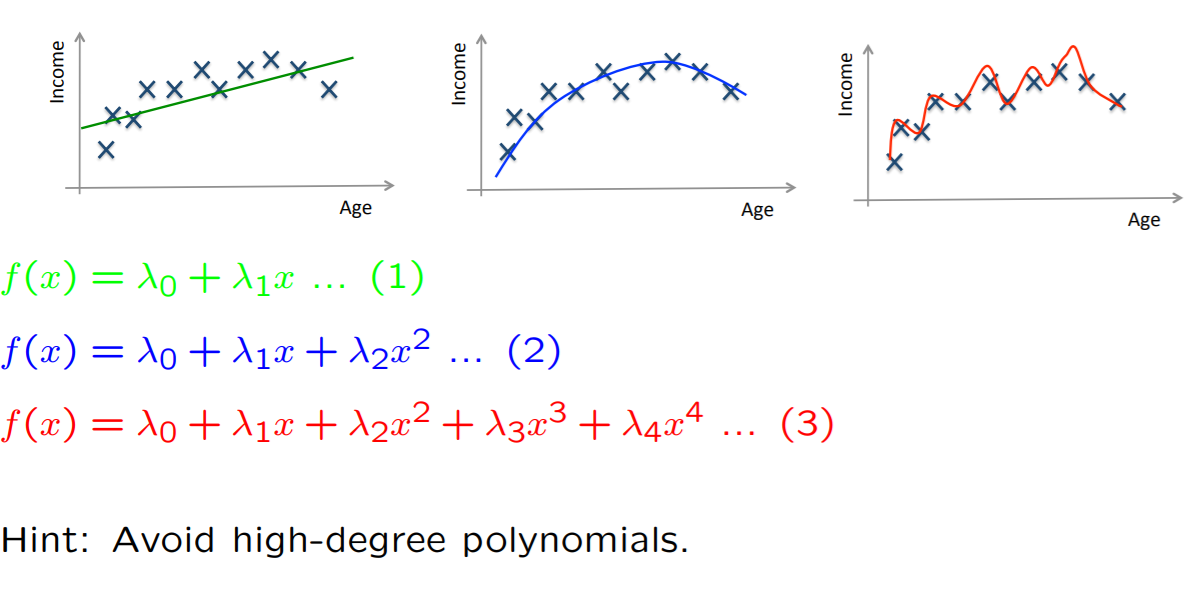 Income
Age
Income
Age
Income
Age
f(x) = λ₀ + λ₁x ... (1)
f(x) = λ₀ + λ₁x + λ₂x² ... (2)
f(x) = λ₀ + λ₁x + λ₂x² + λ₃x³ + λ₄x⁴ ... (3)
Hint: Avoid high-degree polynomials.